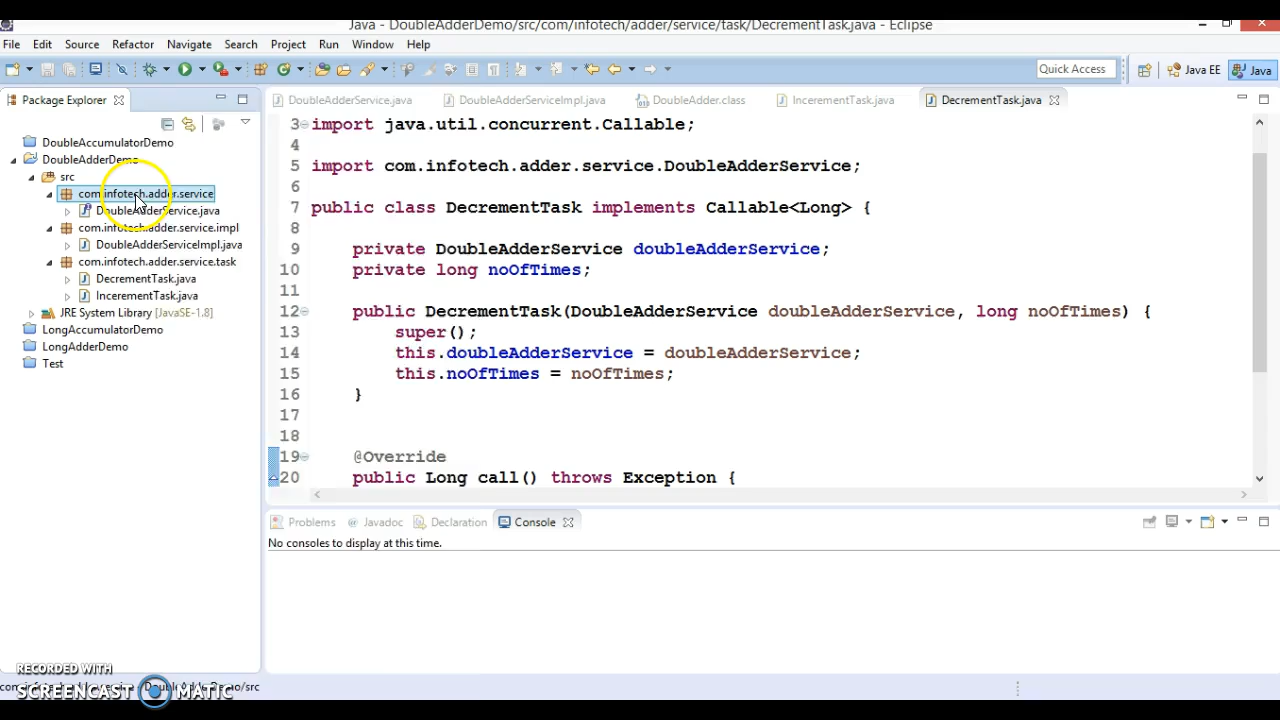 Java - DoubleAdderDemo/src/com/infotech/adder/service/task/DecrementTask.java - Eclipse
File Edit Source Refactor Navigate Search Project Run Window Help
Quick Access Java EE Java
Package Explorer
DoubleAccumulatorDemo
DoubleAdderDemo
src
com.infotech.adder.service
DoubleAdderService.java
com.infotech.adder.service.impl
DoubleAdderServiceImpl.java
com.infotech.adder.service.task
DecrementTask.java
IncerementTask.java
JRE System Library [JavaSE-1.8]
LongAccumulatorDemo
LongAdderDemo
Test
DoubleAdderService.java DoubleAdderServiceImpl.java DoubleAdder.class IncerementTask.java DecrementTask.java
3 import java.util.concurrent.Callable;
4
5 import com.infotech.adder.service.DoubleAdderService;
6
7 public class DecrementTask implements Callable<Long> {
8
9 private DoubleAdderService doubleAdderService;
10 private long noOfTimes;
11
12 public DecrementTask(DoubleAdderService doubleAdderService, long noOfTimes) {
13 super();
14 this.doubleAdderService = doubleAdderService;
15 this.noOfTimes = noOfTimes;
16 }
17
18
19 @Override
20 public Long call() throws Exception {
Problems @ Javadoc Declaration Console
No consoles to display at this time.
RECORDED WITH
SCREENCAST MATIC